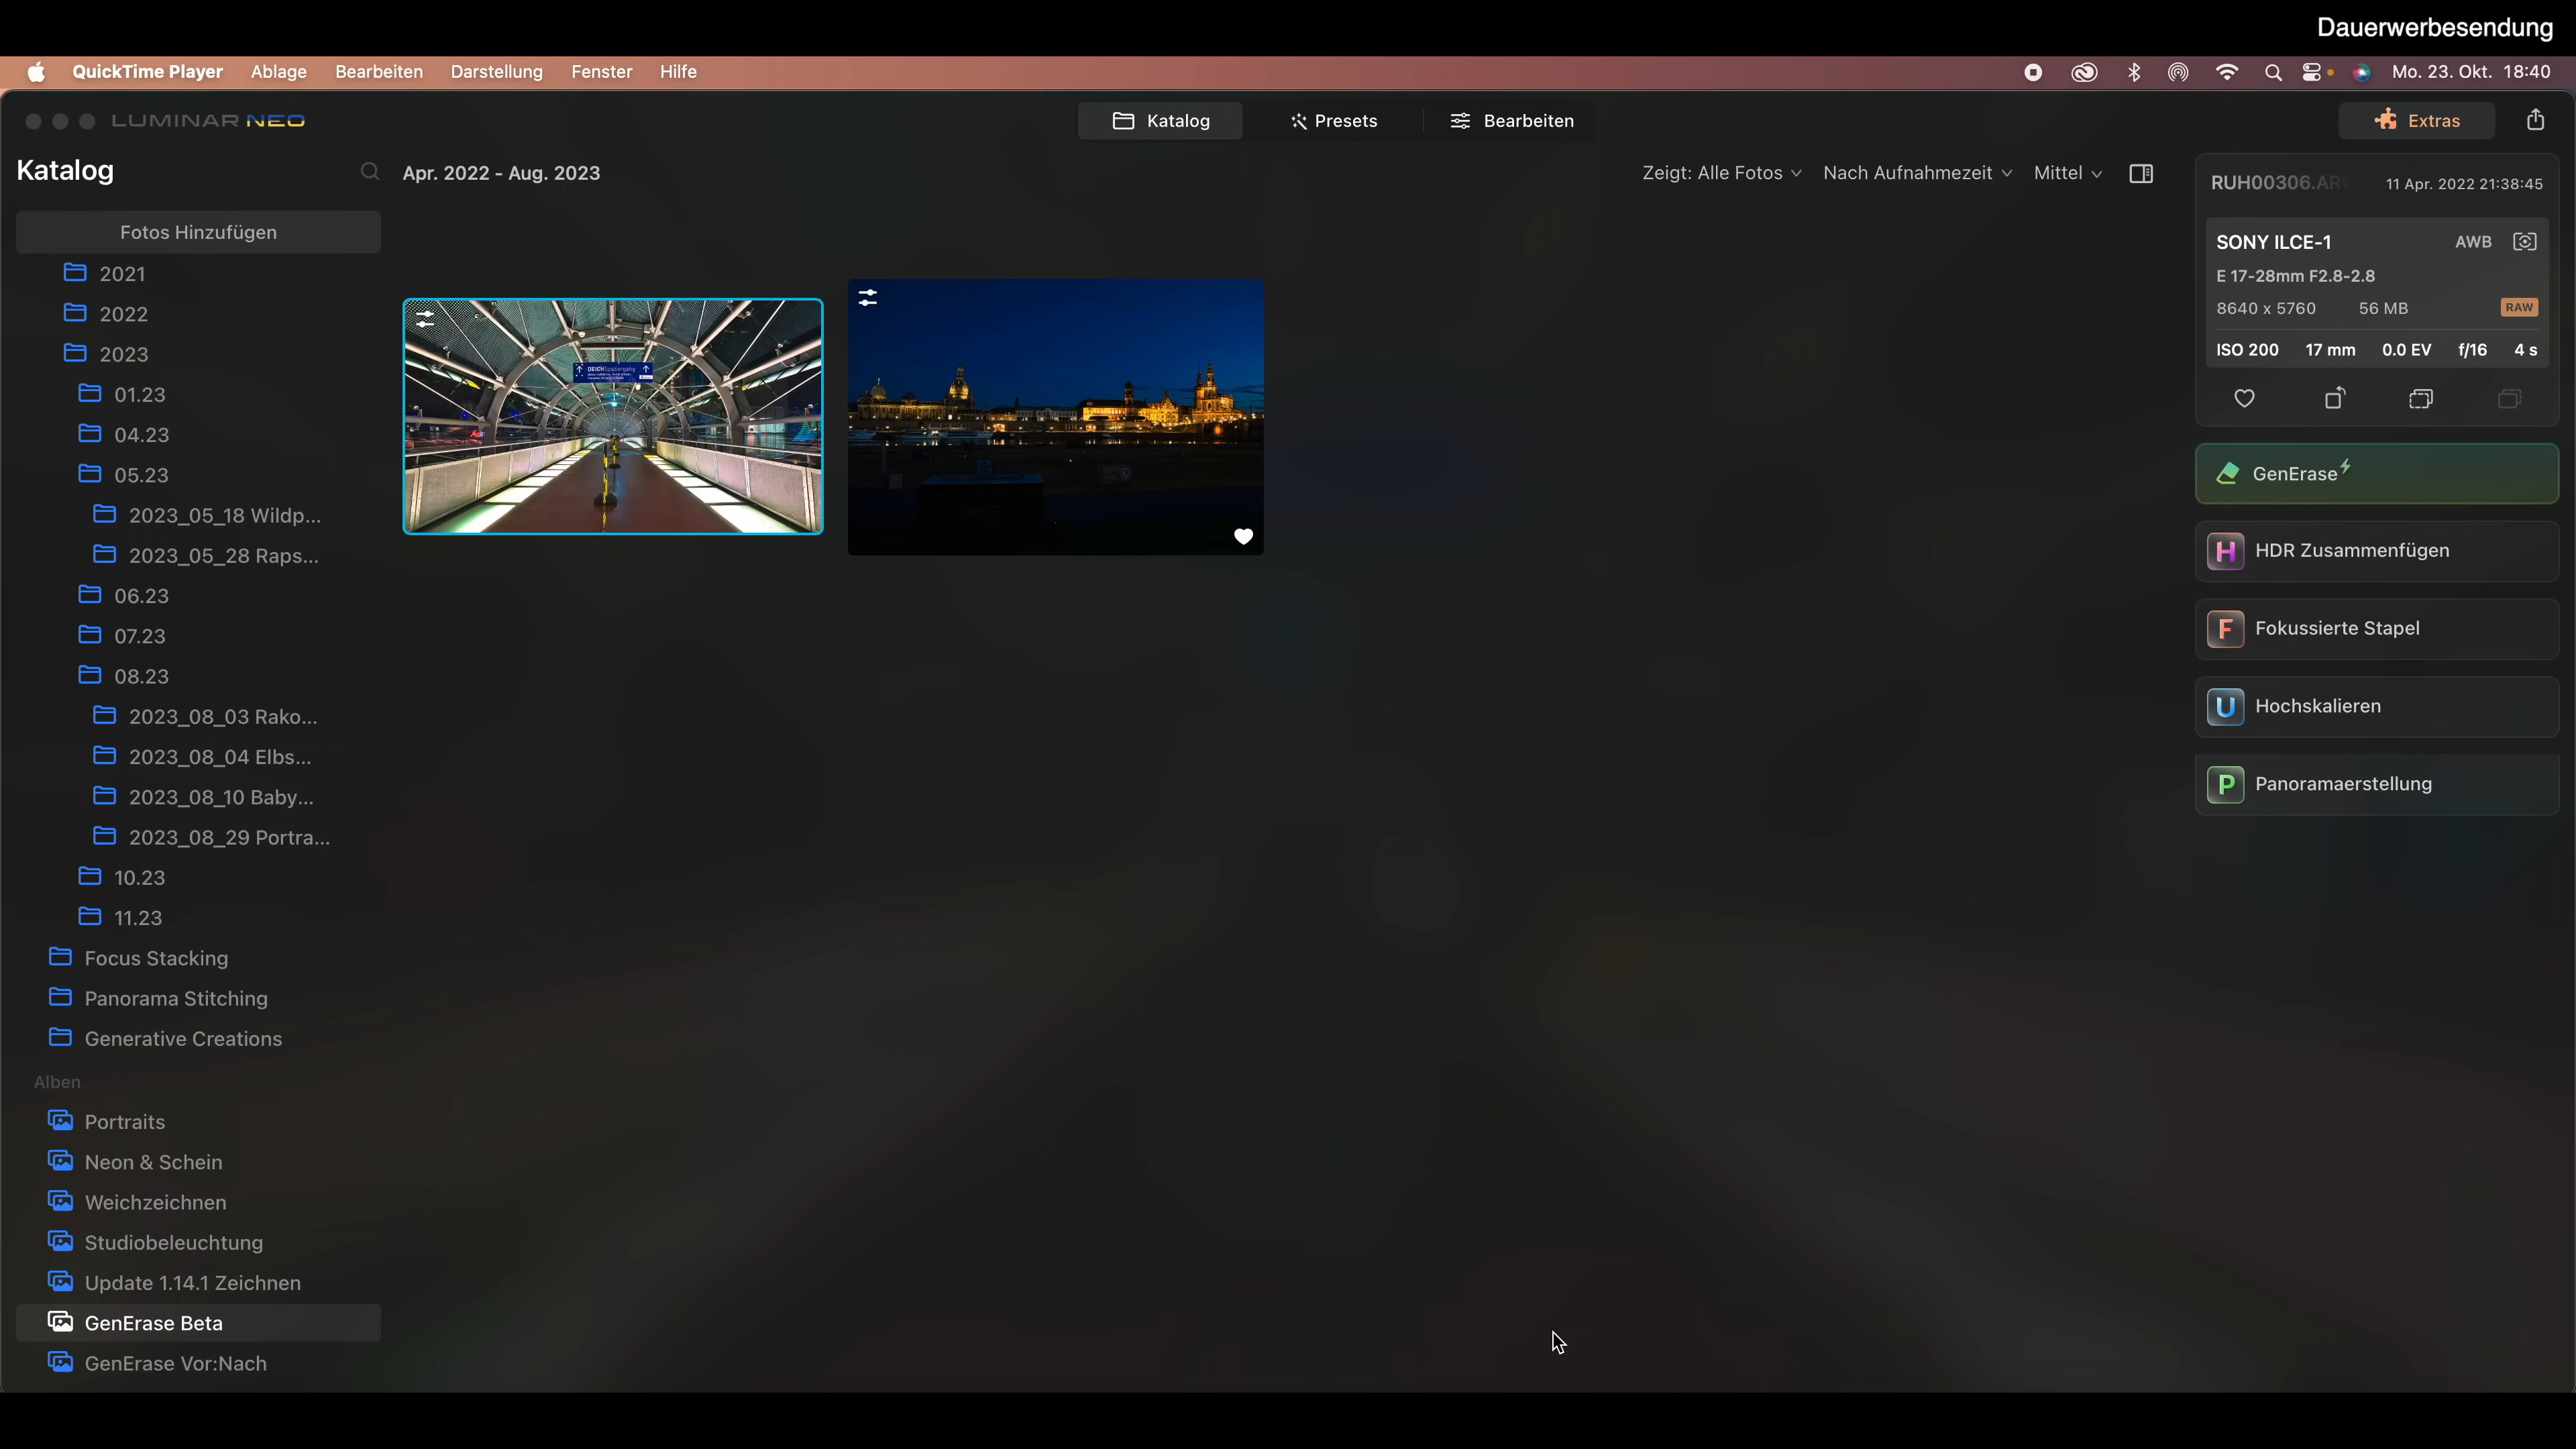 Dauerwerbesendung
QuickTime Player Ablage Bearbeiten Darstellung Fenster Hilfe
Mo. 23. Okt. 18:40
LUMINAR NEO
Katalog
Presets
Bearbeiten
Extras
Katalog
Apr. 2022 - Aug. 2023
Zeigt: Alle Fotos
Nach Aufnahmezeit
Mittel
Fotos Hinzufügen
2021
2022
2023
01.23
04.23
05.23
2023_05_18 Wildp...
2023_05_28 Raps...
06.23
07.23
08.23
2023_08_03 Rako...
2023_08_04 Elbs...
2023_08_10 Baby...
2023_08_29 Portra...
10.23
11.23
Focus Stacking
Panorama Stitching
Generative Creations
Alben
Portraits
Neon & Schein
Weichzeichnen
Studiobeleuchtung
Update 1.14.1 Zeichnen
GenErase Beta
GenErase Vor:Nach
DEICHSpaziergang
RUH00306.AR
11 Apr. 2022 21:38:45
SONY ILCE-1
AWB
E 17-28mm F2.8-2.8
8640 x 5760 56 MB
RAW
ISO 200 17 mm 0.0 EV f/16 4 s
GenErase
H HDR Zusammenfügen
F Fokussierte Stapel
U Hochskalieren
P Panoramaerstellung